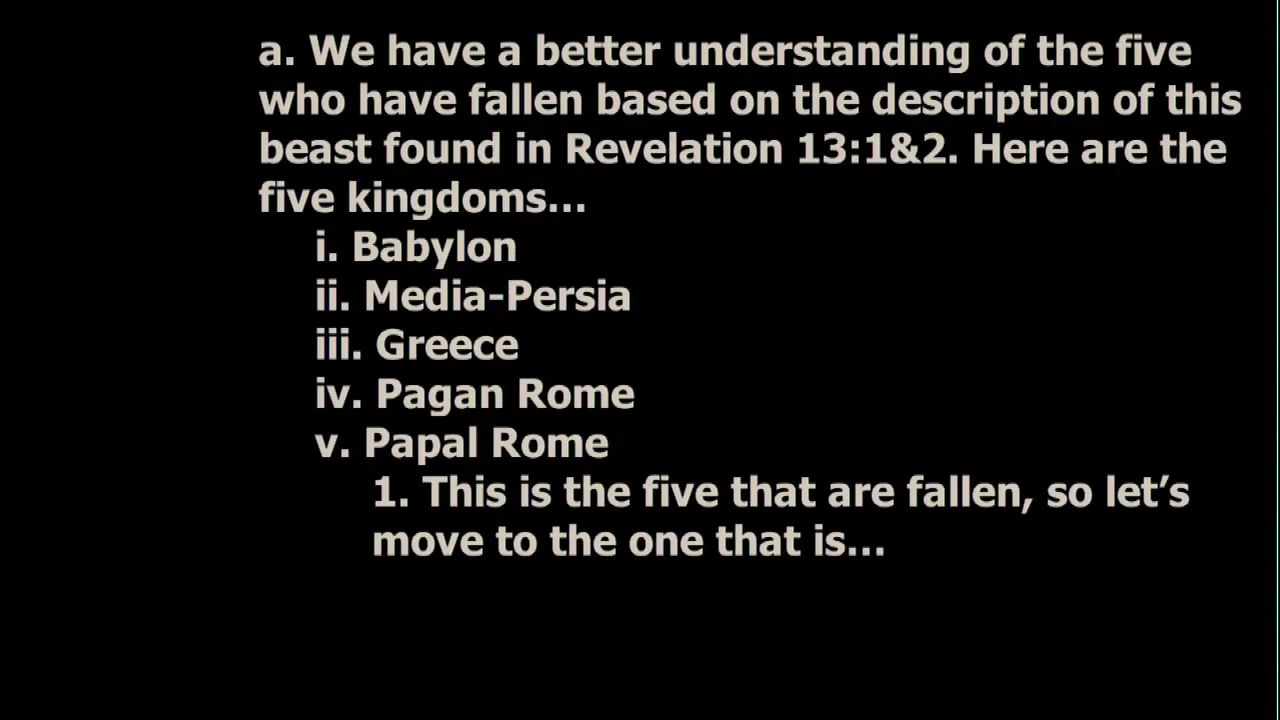 a. We have a better understanding of the five
who have fallen based on the description of this
beast found in Revelation 13:1&2. Here are the
five kingdoms...
i. Babylon
ii. Media-Persia
iii. Greece
iv. Pagan Rome
v. Papal Rome
1. This is the five that are fallen, so let’s
move to the one that is...